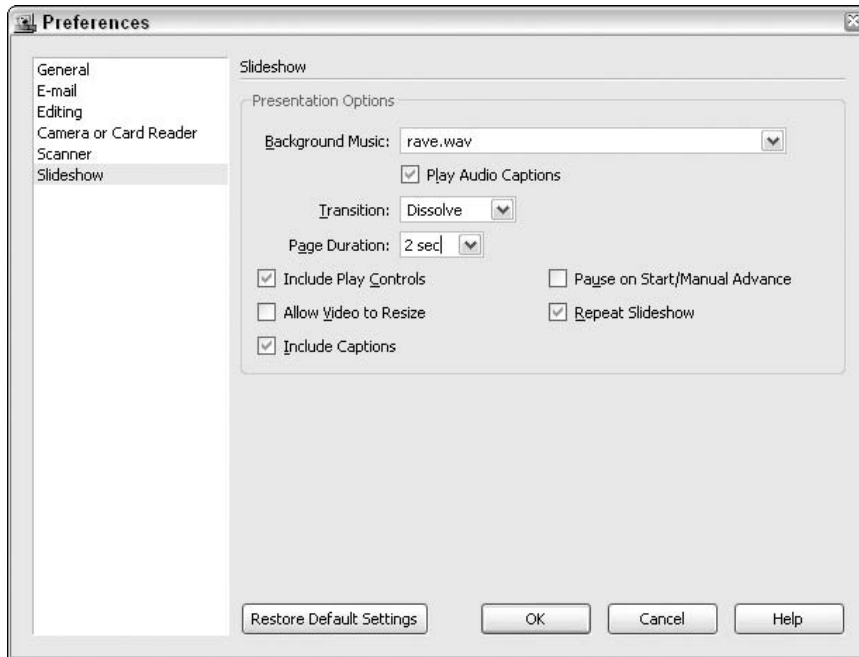 Preferences
General
E-mail
Editing
Camera or Card Reader
Scanner
Slideshow
Slideshow
Presentation Options
Background Music: rave.wav
Play Audio Captions
Transition: Dissolve
Page Duration: 2 sec
Include Play Controls
Pause on Start/Manual Advance
Allow Video to Resize
Repeat Slideshow
Include Captions
Restore Default Settings
OK
Cancel
Help